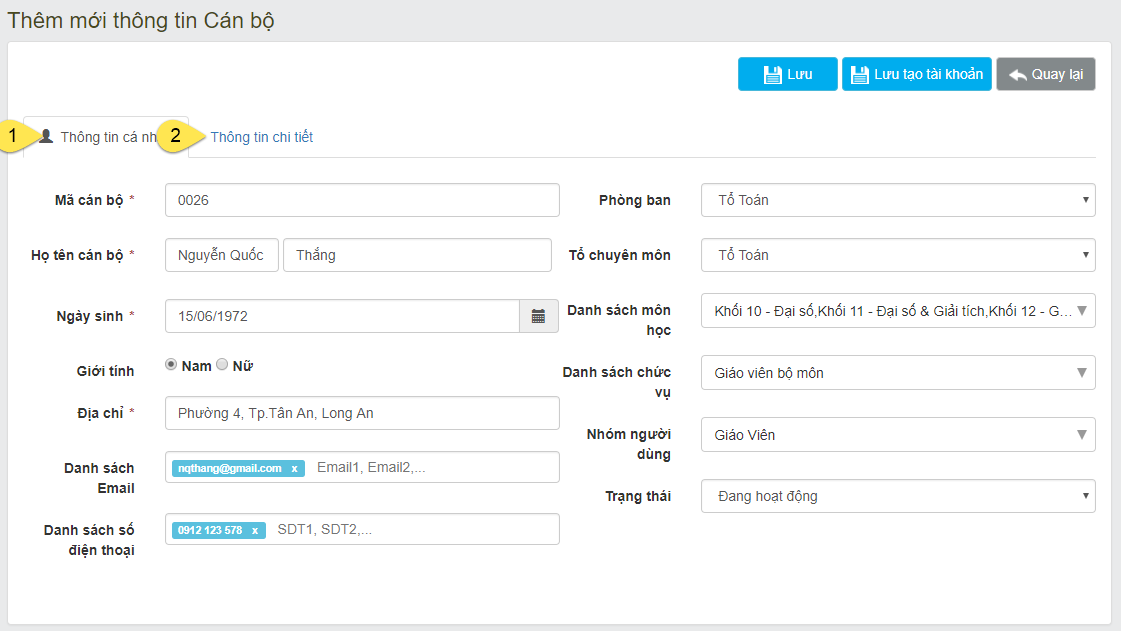 Thêm mới thông tin Cán bộ
Lưu
Lưu tạo tài khoản
Quay lại
1
Thông tin cá nh
2
Thông tin chi tiết
Mã cán bộ *
0026
Phòng ban
Tổ Toán
Họ tên cán bộ *
Nguyễn Quốc
Thắng
Tổ chuyên môn
Tổ Toán
Ngày sinh *
15/06/1972
Danh sách môn
học
Khối 10 - Đại số,Khối 11 - Đại số & Giải tích,Khối 12 - G...
Giới tính
Nam
Nữ
Danh sách chức
vụ
Giáo viên bộ môn
Địa chỉ *
Phường 4, Tp.Tân An, Long An
Nhóm người
dùng
Giáo Viên
Danh sách
Email
nqthang@gmail.com x
Email1, Email2,...
Trạng thái
Đang hoạt động
Danh sách số
điện thoại
0912 123 578 x
SDT1, SDT2,...